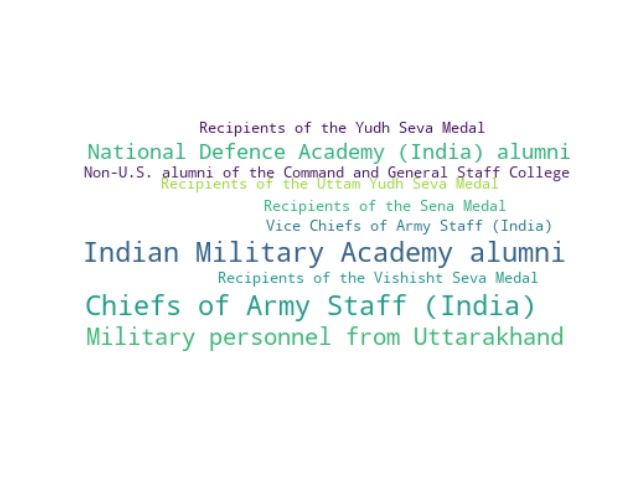 Recipients of the Yudh Seva Medal
National Defence Academy (India) alumni
Non-U.S. alumni of the Command and General Staff College
Recipients of the Uttam Yudh Seva Medal
Recipients of the Sena Medal
Vice Chiefs of Army Staff (India)
Indian Military Academy alumni
Recipients of the Vishisht Seva Medal
Chiefs of Army Staff (India)
Military personnel from Uttarakhand